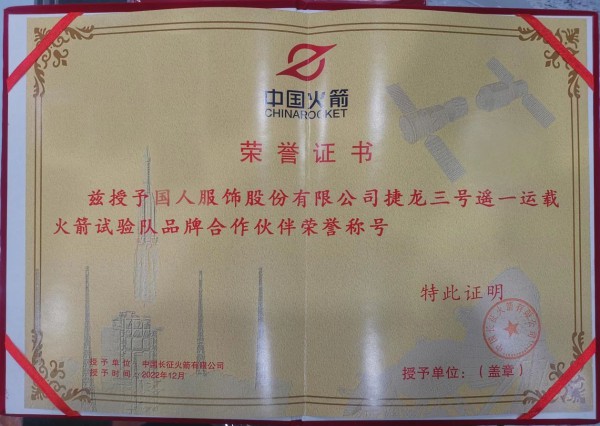 中国火箭
CHINAROCKET
荣誉证书
兹授予国人服饰股份有限公司捷龙三号遥一运载
火箭试验队品牌合作伙伴荣誉称号
特此证明
授予单位：中国长征火箭有限公司
授予时间：2022年12月
授予单位：（盖章）